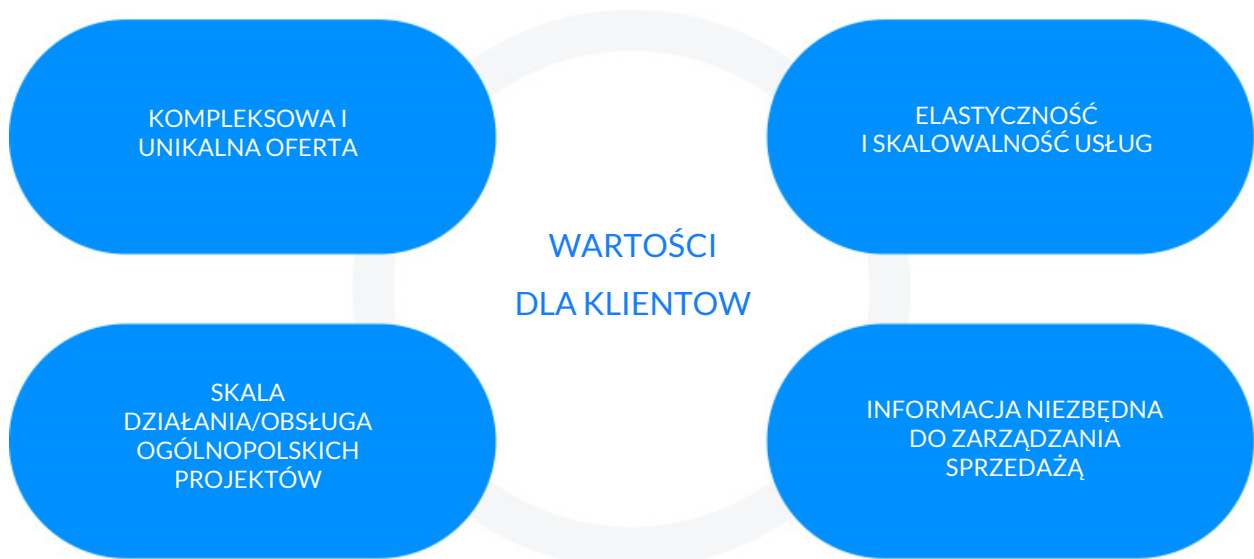 KOMPLEKSOWA I
UNIKALNA OFERTA
ELASTYCZNOŚĆ
I SKALOWALNOŚĆ USŁUG
WARTOŚCI
DLA KLIENTOW
SKALA
DZIAŁANIA/OBSŁUGA
OGÓLNOPOLSKICH
PROJEKTÓW
INFORMACJA NIEZBĘDNA
DO ZARZĄDZANIA
SPRZEDAŻĄ